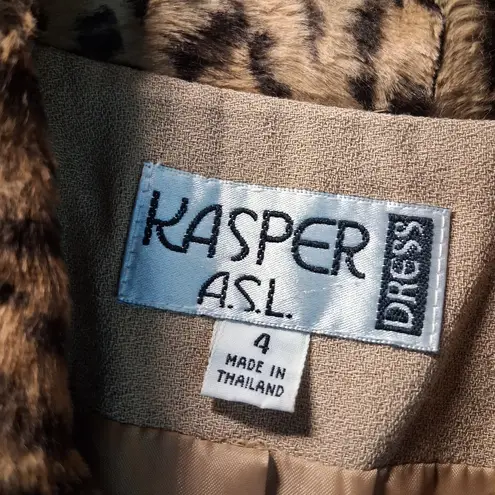 KASPER
A.S.L.
DRESS
4
MADE IN
THAILAND